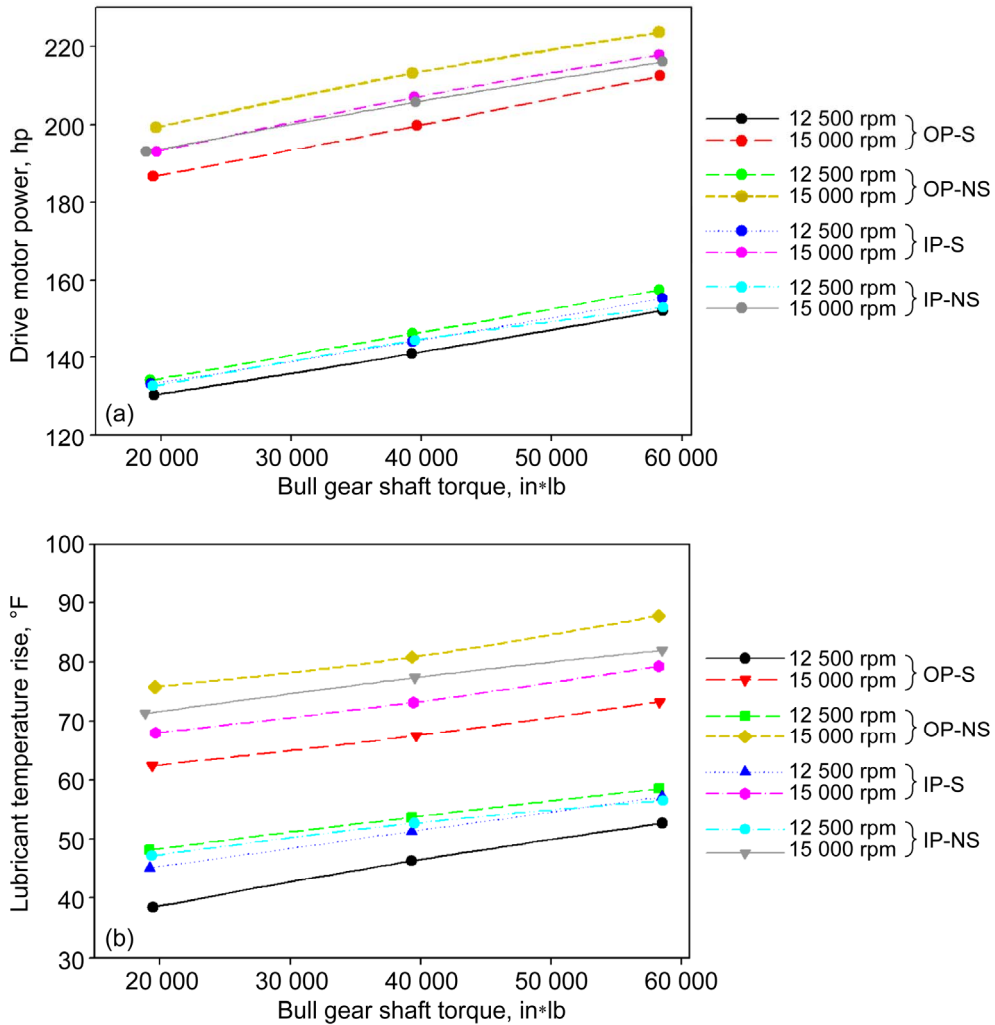 220
200
180
160
140
120
Drive motor power, hp
(a)
20 000 30 000 40 000 50 000 60 000
Bull gear shaft torque, in*lb
12 500 rpm
15 000 rpm
OP-S
12 500 rpm
15 000 rpm
OP-NS
12 500 rpm
15 000 rpm
IP-S
12 500 rpm
15 000 rpm
IP-NS
100
90
80
70
60
50
40
30
Lubricant temperature rise, °F
(b)
20 000 30 000 40 000 50 000 60 000
Bull gear shaft torque, in*lb
12 500 rpm
15 000 rpm
OP-S
12 500 rpm
15 000 rpm
OP-NS
12 500 rpm
15 000 rpm
IP-S
12 500 rpm
15 000 rpm
IP-NS